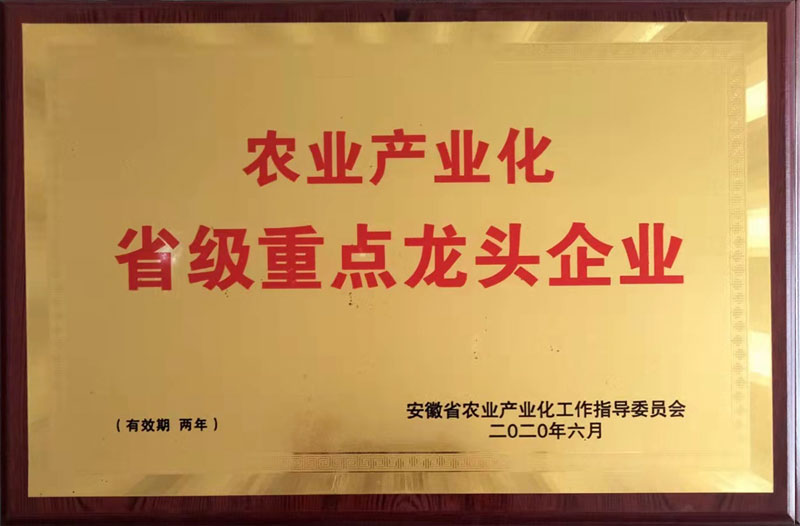 农业产业化
省级重点龙头企业
（有效期 两年）
安徽省农业产业化工作指导委员会
二〇二〇年六月